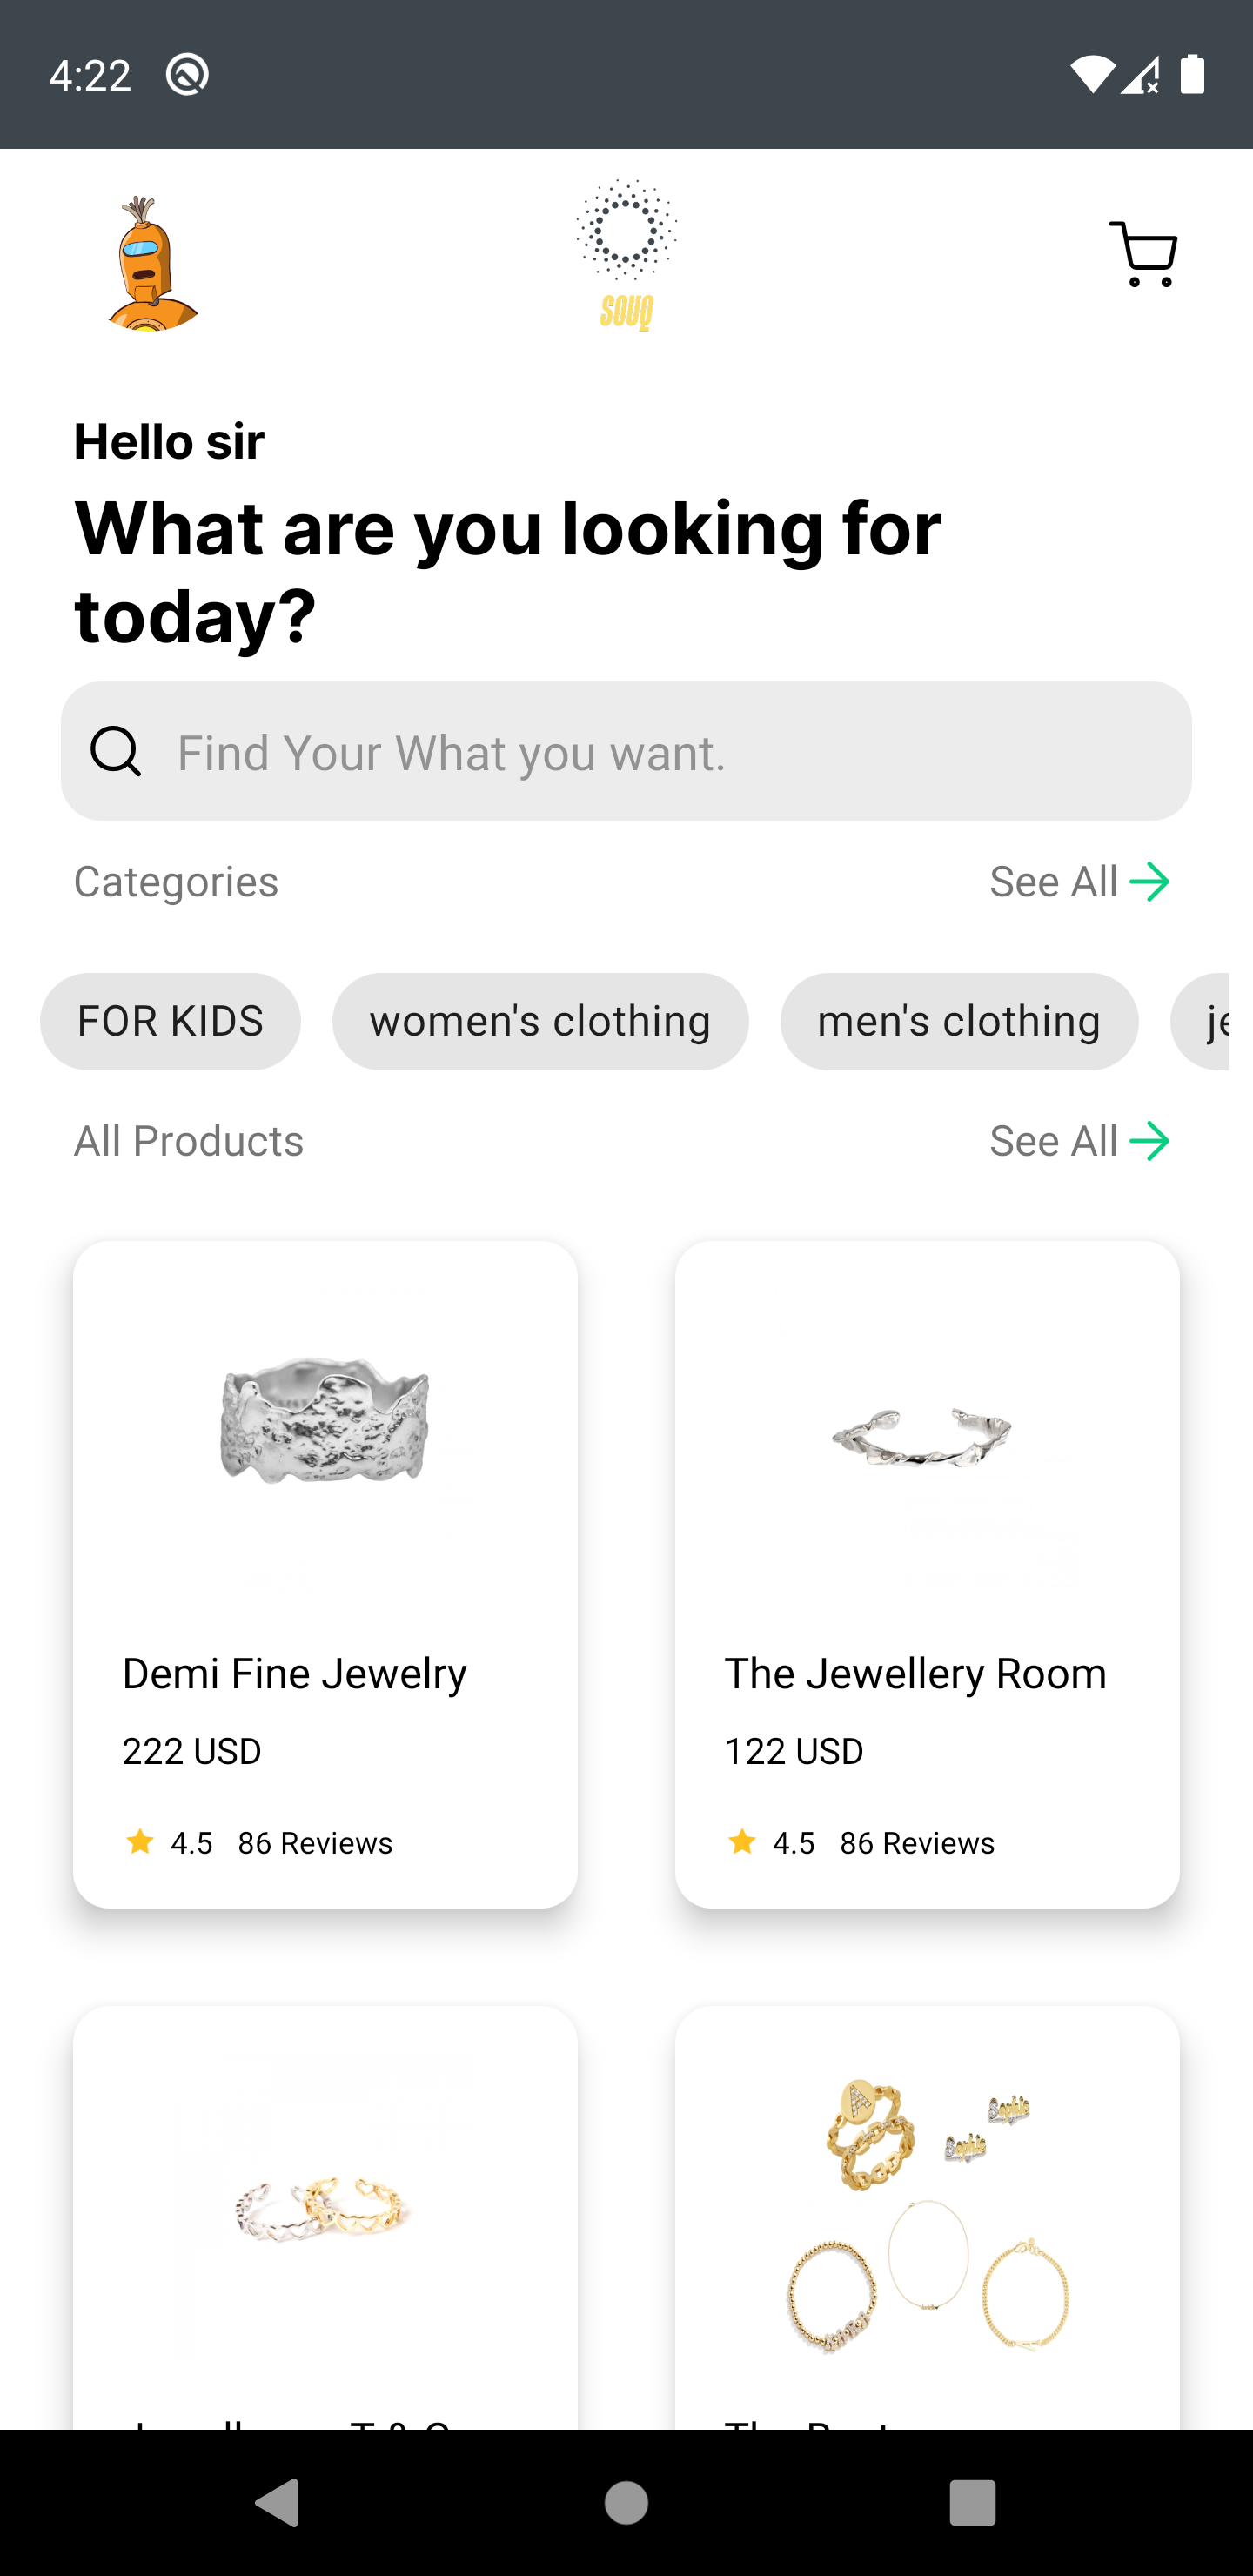 4:22
SOUQ
Hello sir
What are you looking for
today?
Find Your What you want.
Categories
See All
FOR KIDS
women's clothing
men's clothing
je
All Products
See All
Demi Fine Jewelry
The Jewellery Room
222 USD
122 USD
4.5 86 Reviews
4.5 86 Reviews